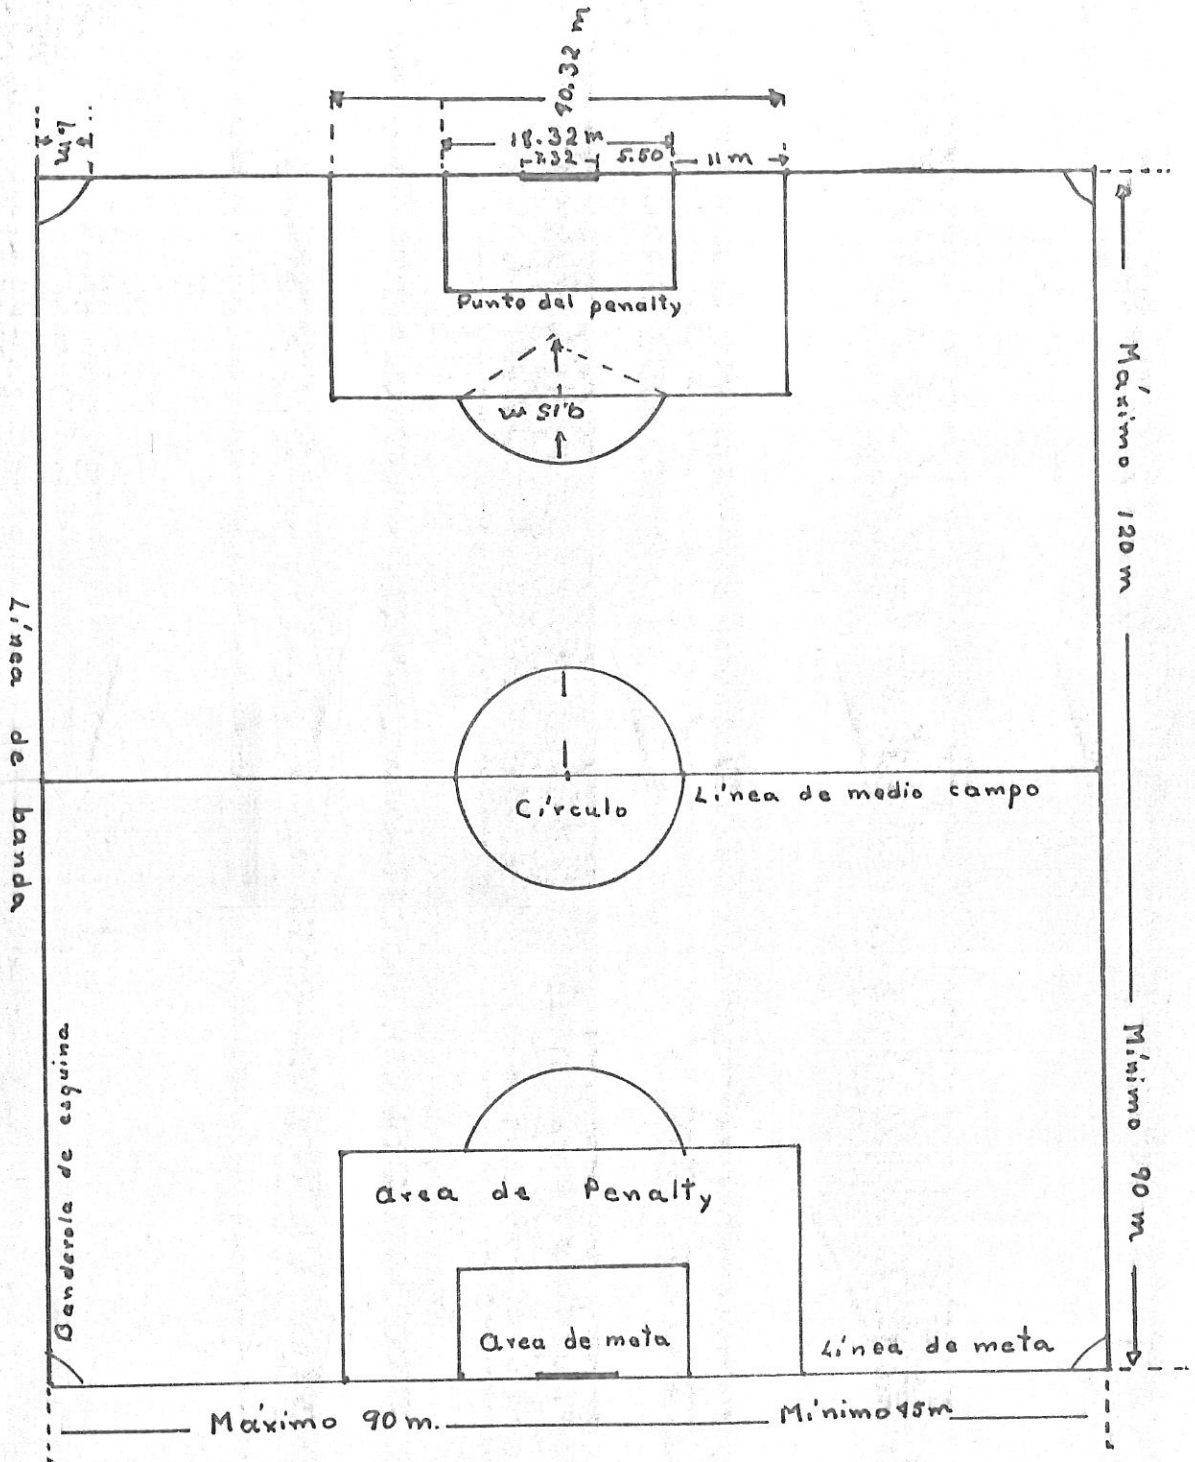 90.32 m
18.32 m
7.32 5.50 11 m
1 m
Punto del penalty
9.15 m
Máximo 120 m
Línea de banda
Círculo
Línea de medio campo
Banderola de esquina
Mínimo 90 m
area de Penalty
area de meta
Línea de meta
Máximo 90 m.
Mínimo 45 m